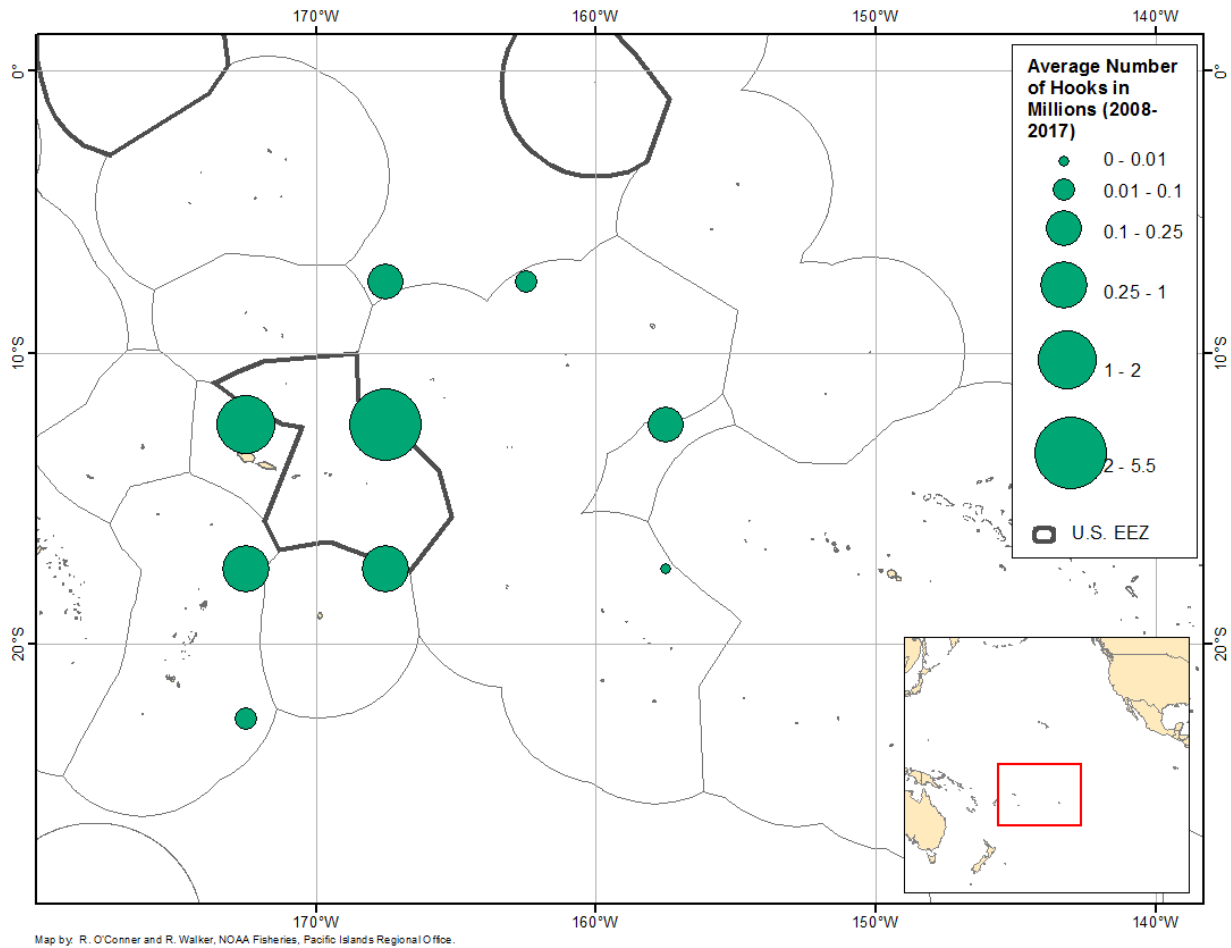 170°W 160°W 150°W 140°W
0° 0°
Average Number
of Hooks in
Millions (2008-
2017)
0 - 0.01
0.01 - 0.1
0.1 - 0.25
0.25 - 1
1 - 2
2 - 5.5
U.S. EEZ
10°S 10°S
20°S 20°S
170°W 160°W 150°W 140°W
Map by: R. O'Conner and R. Walker, NOAA Fisheries, Pacific Islands Regional Office.